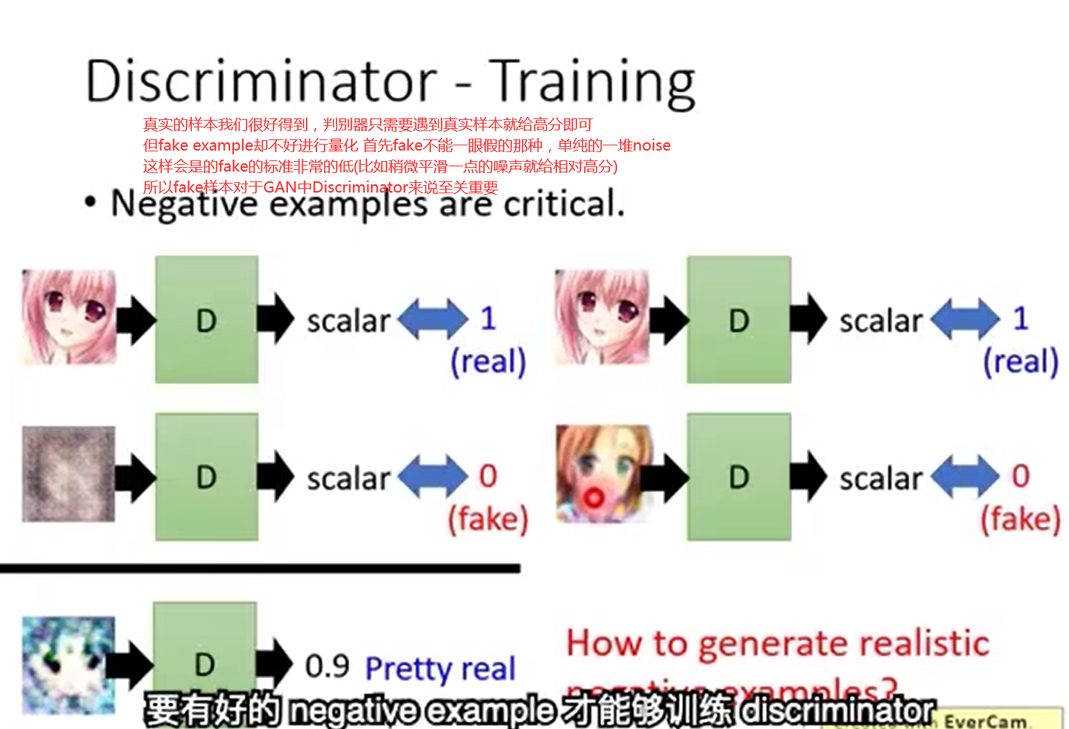 Discriminator - Training
真实的样本我们很好得到，判别器只需要遇到真实样本就给高分即可
但fake example却不好进行量化 首先fake不能一眼假的那种，单纯的一堆noise
这样会是的fake的标准非常的低(比如稍微平滑一点的噪声就给相对高分)
所以fake样本对于GAN中Discriminator来说至关重要
• Negative examples are critical.
D scalar 1
(real)
D scalar 1
(real)
D scalar 0
(fake)
D scalar 0
(fake)
D 0.9 Pretty real
How to generate realistic
negative examples?
要有好的 negative example 才能够训练 discriminator
Created with EverCam.